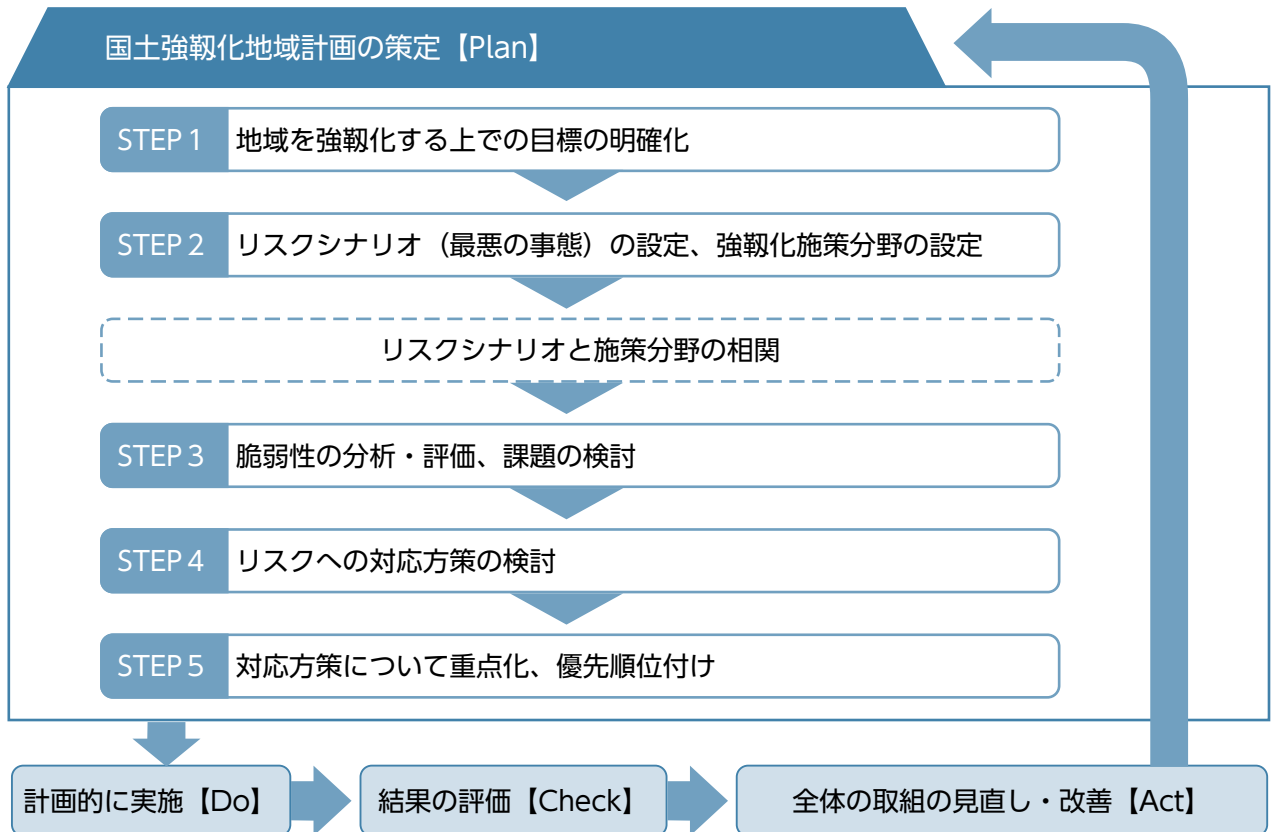 国土強靱化地域計画の策定【Plan】
STEP 1 地域を強靱化する上での目標の明確化
STEP 2 リスクシナリオ（最悪の事態）の設定、強靱化施策分野の設定
リスクシナリオと施策分野の相関
STEP 3 脆弱性の分析・評価、課題の検討
STEP 4 リスクへの対応方策の検討
STEP 5 対応方策について重点化、優先順位付け
計画的に実施【Do】 結果の評価【Check】 全体の取組の見直し・改善【Act】